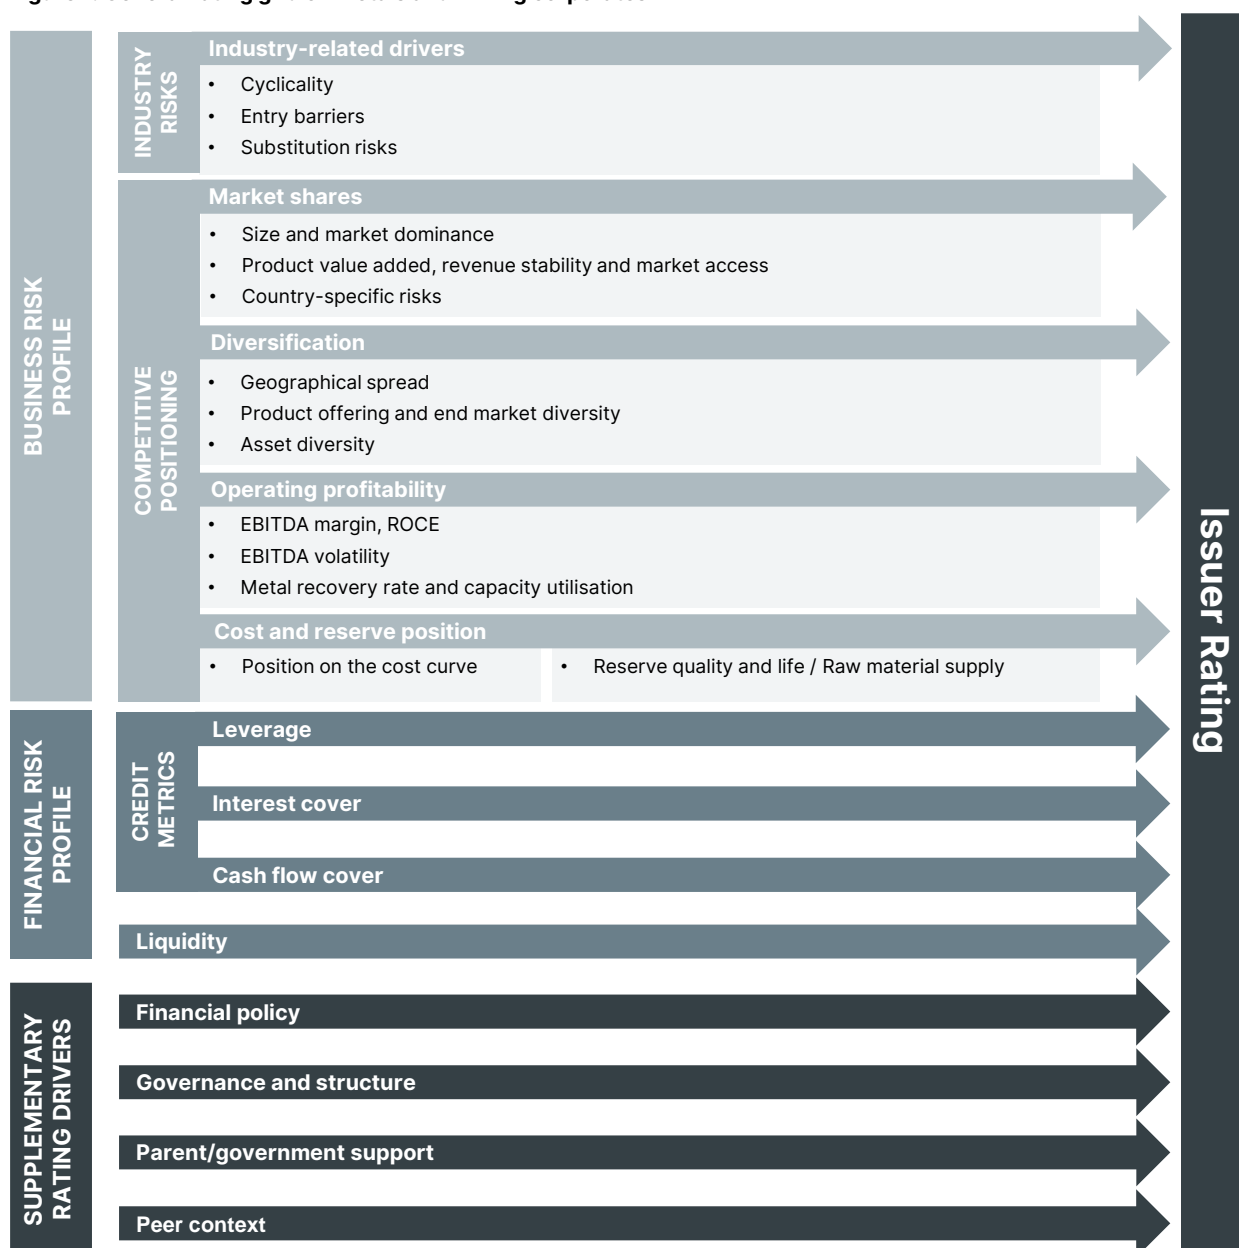 BUSINESS RISK
PROFILE
INDUSTRY
RISKS
Industry-related drivers
• Cyclicality
• Entry barriers
• Substitution risks
COMPETITIVE
POSITIONING
Market shares
• Size and market dominance
• Product value added, revenue stability and market access
• Country-specific risks
Diversification
• Geographical spread
• Product offering and end market diversity
• Asset diversity
Operating profitability
• EBITDA margin, ROCE
• EBITDA volatility
• Metal recovery rate and capacity utilisation
Cost and reserve position
• Position on the cost curve
• Reserve quality and life / Raw material supply
FINANCIAL RISK
PROFILE
CREDIT
METRICS
Leverage
Interest cover
Cash flow cover
Liquidity
SUPPLEMENTARY
RATING DRIVERS
Financial policy
Governance and structure
Parent/government support
Peer context
Issuer Rating